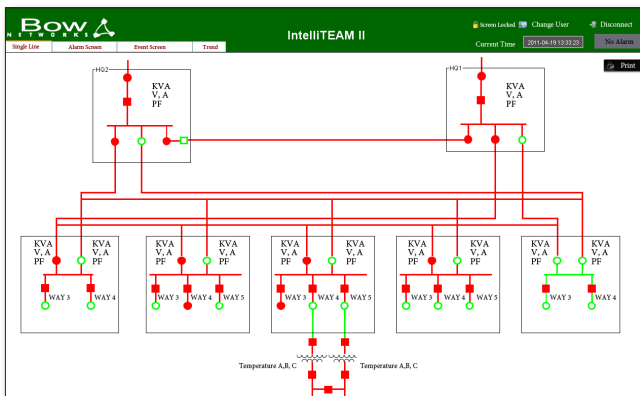 Bow
NETWORKS
IntelliTEAM II
Screen Locked
Change User
Disconnect
Current Time
2011-04-19 13:33:23
No Alarm
Single Line
Alarm Screen
Event Screen
Trend
Print
HQ2
KVA
V, A
PF
HQ1
KVA
V, A
PF
KVA
V, A
PF
KVA
V, A
PF
WAY 3
WAY 4
KVA
V, A
PF
KVA
V, A
PF
WAY 3
WAY 4
WAY 5
KVA
V, A
PF
KVA
V, A
PF
WAY 3
WAY 4
WAY 5
KVA
V, A
PF
KVA
V, A
PF
WAY 3
WAY 4
WAY 5
KVA
V, A
PF
KVA
V, A
PF
WAY 3
WAY 4
Temperature A,B, C
Temperature A,B, C